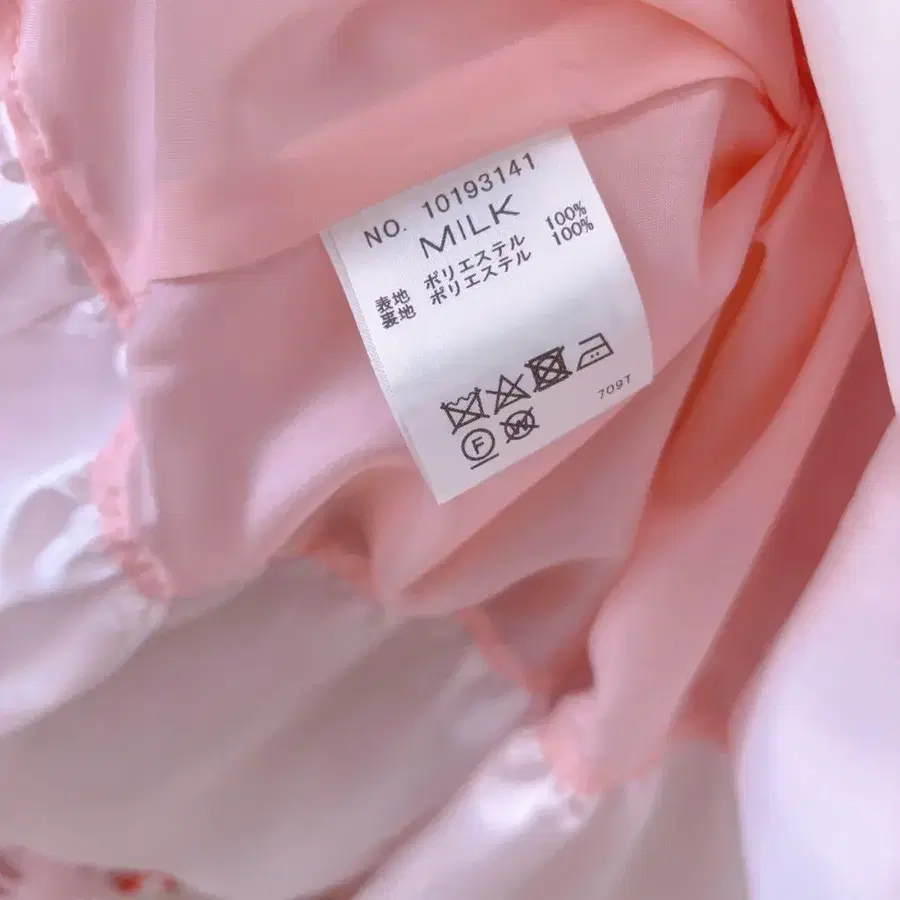 NO. 10193141
MILK
表地 ポリエステル 100%
裏地 ポリエステル 100%
F W
709T